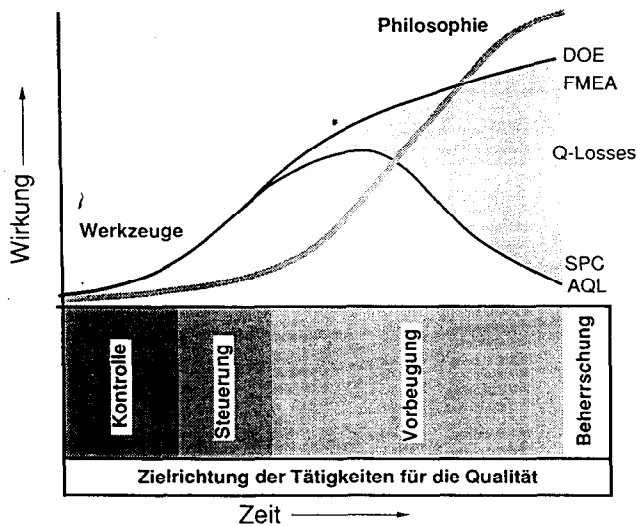 Philosophie
DOE
FMEA
Q-Losses
Wirkung
Werkzeuge
SPC
AQL
Kontrolle
Steuerung
Vorbeugung
Beherrschung
Zielrichtung der Tätigkeiten für die Qualität
Zeit